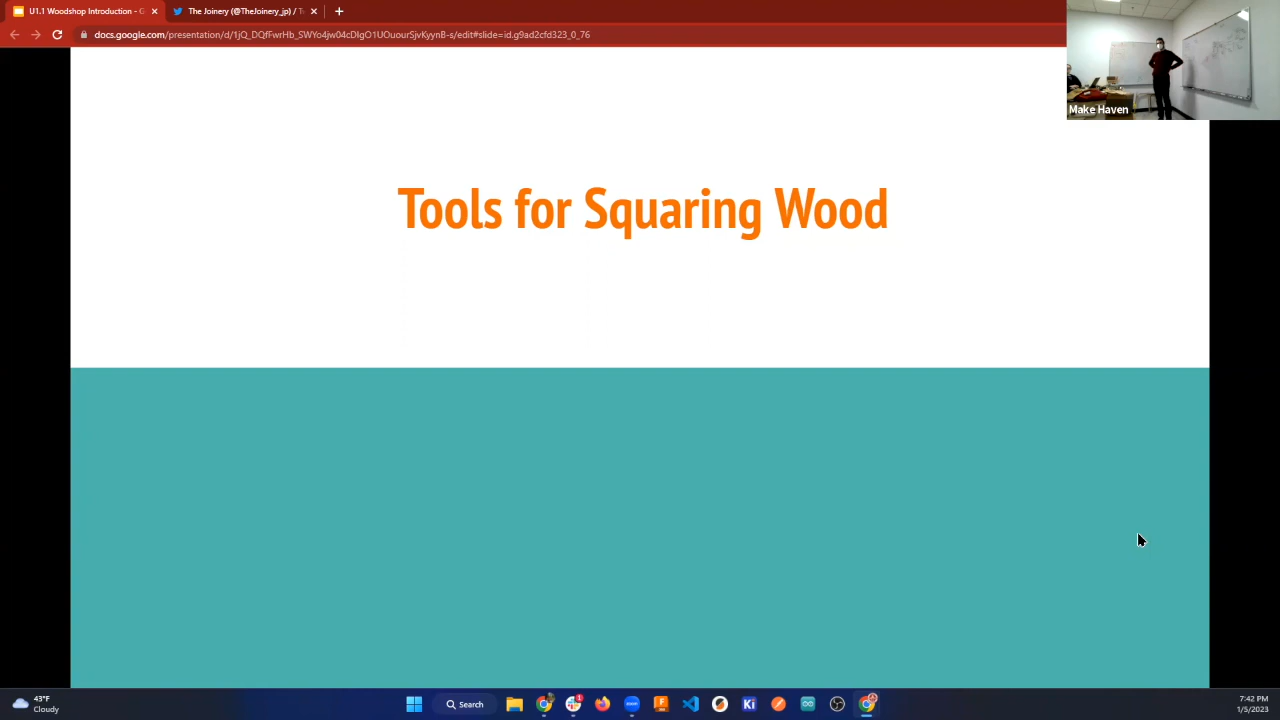 U1.1 Woodshop Introduction - G
The Joinery (@TheJoinery_jp) / T
docs.google.com/presentation/d/1jQ_DQfFwrHb_SWYo4jw04cDIgO1UOuourSjvKyynB-s/edit#slide=id.g9ad2cfd323_0_76
Make Haven
Tools for Squaring Wood
43°F
Cloudy
Search
7:42 PM
1/5/2023